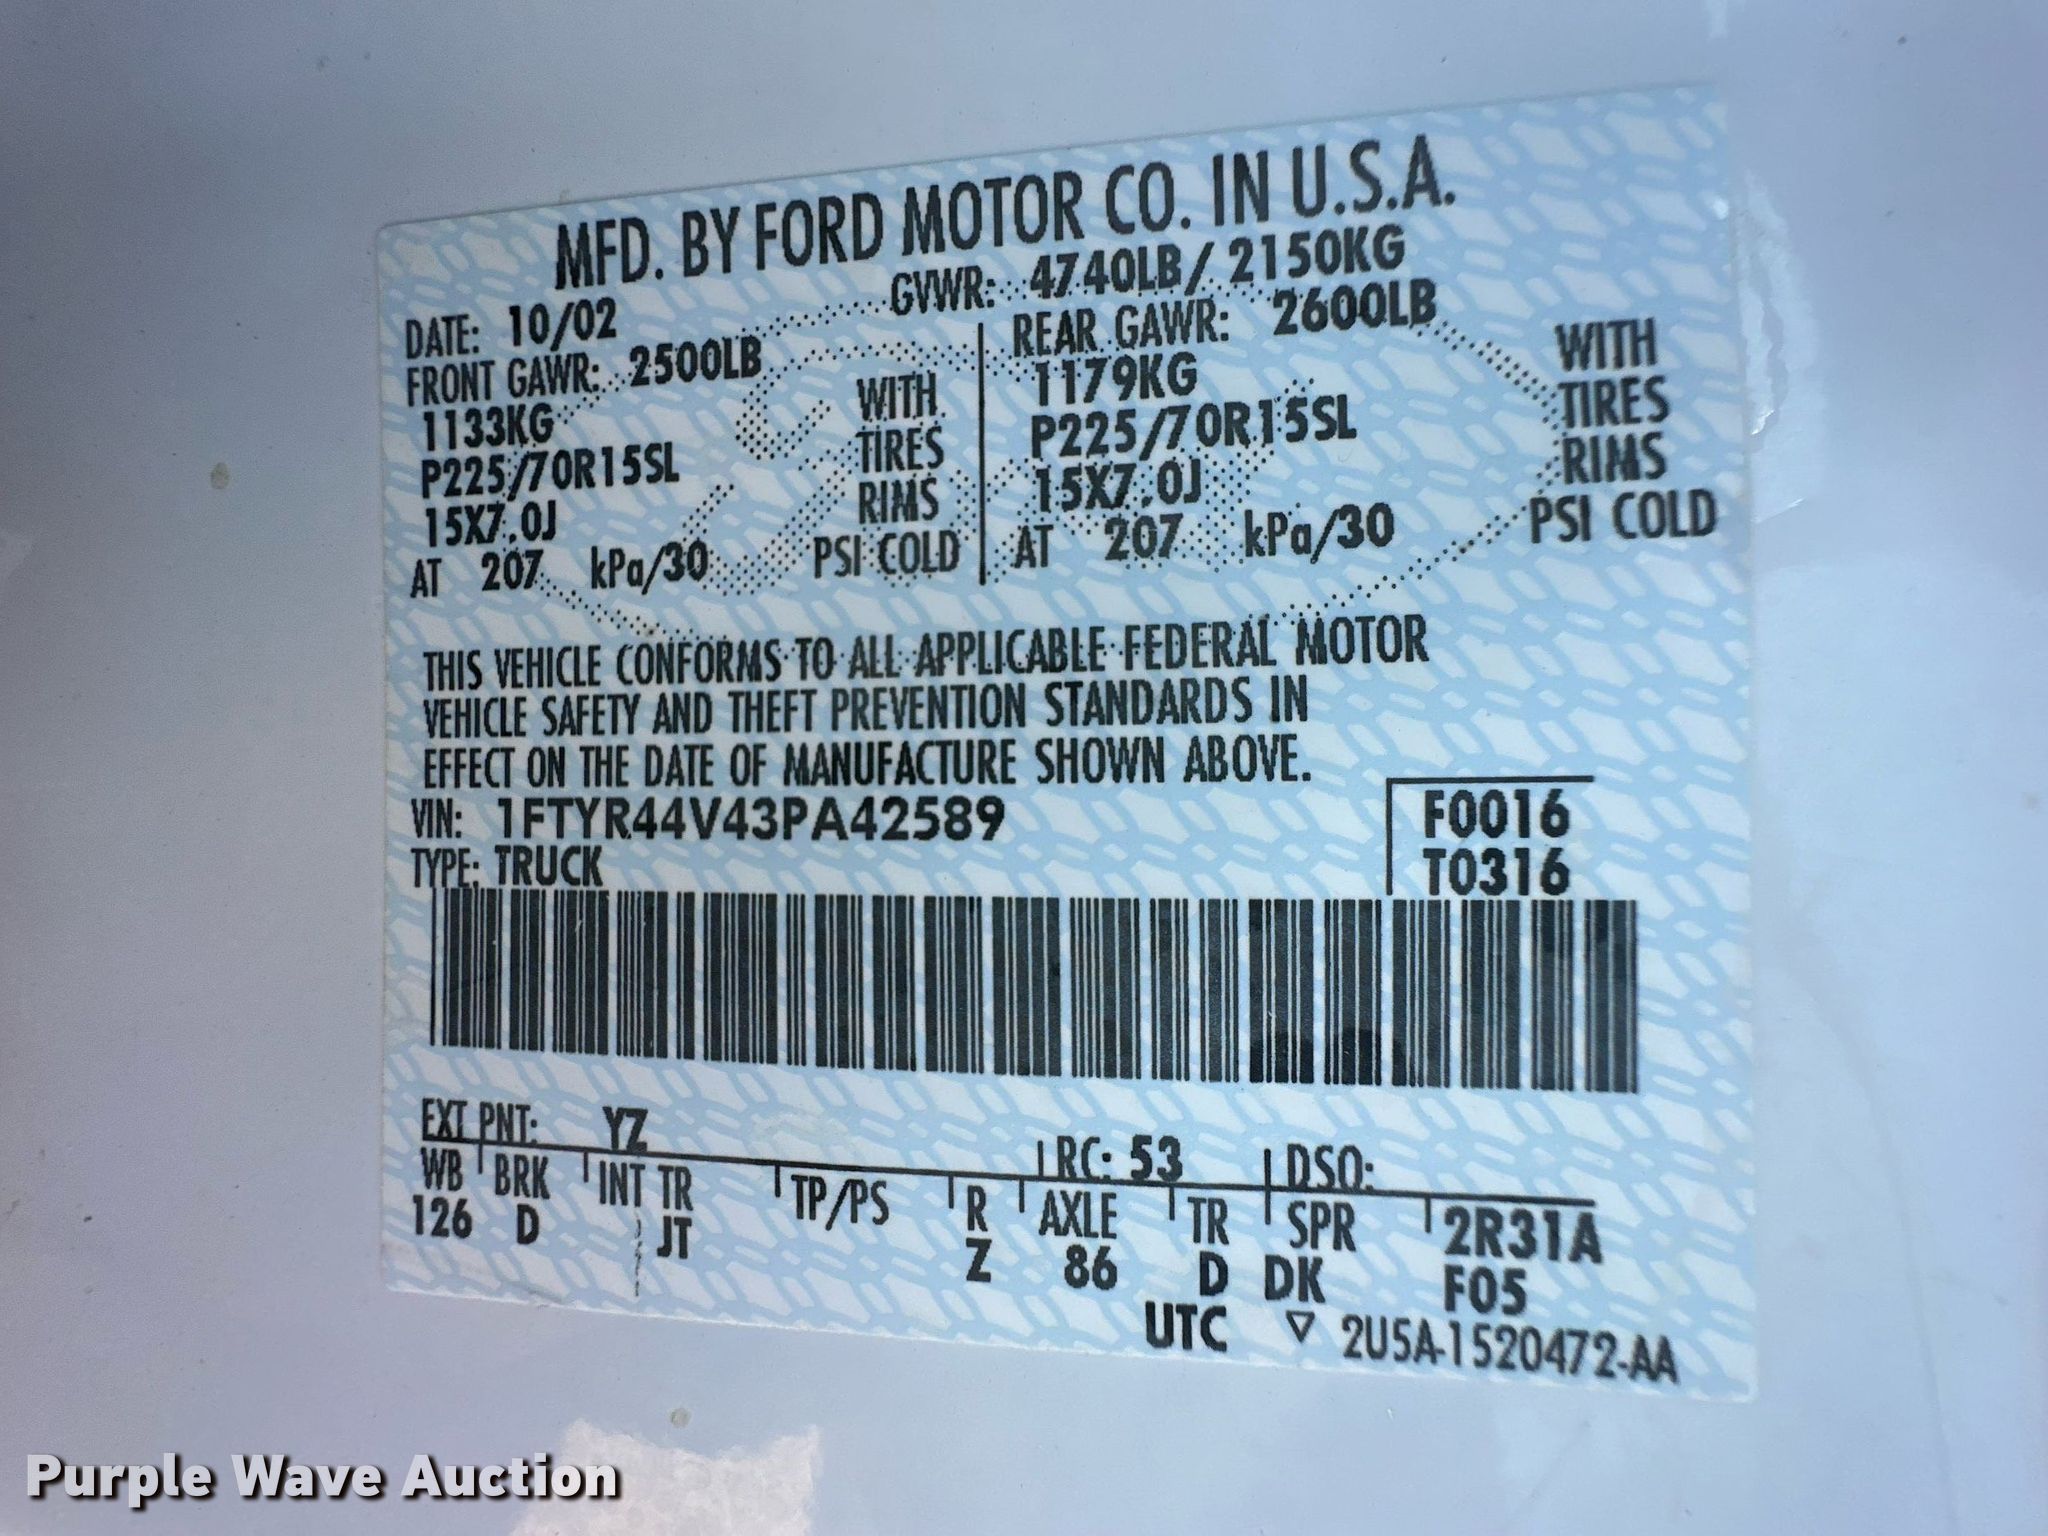 MFD. BY FORD MOTOR CO. IN U.S.A.
DATE: 10/02 GVWR: 4740LB/ 2150KG
FRONT GAWR: 2500LB REAR GAWR: 2600LB
1133KG WITH 1179KG WITH
P225/70R15SL TIRES P225/70R15SL TIRES
15X7.0J RIMS 15X7.0J RIMS
AT 207 kPa/30 PSI COLD AT 207 kPa/30 PSI COLD
THIS VEHICLE CONFORMS TO ALL APPLICABLE FEDERAL MOTOR
VEHICLE SAFETY AND THEFT PREVENTION STANDARDS IN
EFFECT ON THE DATE OF MANUFACTURE SHOWN ABOVE.
VIN: 1FTYR44V43PA42589 F0016
TYPE: TRUCK T0316
EXT PNT: YZ RC: 53 DSO:
WB BRK INT TR TP/PS R AXLE TR SPR 2R31A
126 D JT Z 86 D DK F05
UTC ▽ 2U5A-1520472-AA
Purple Wave Auction